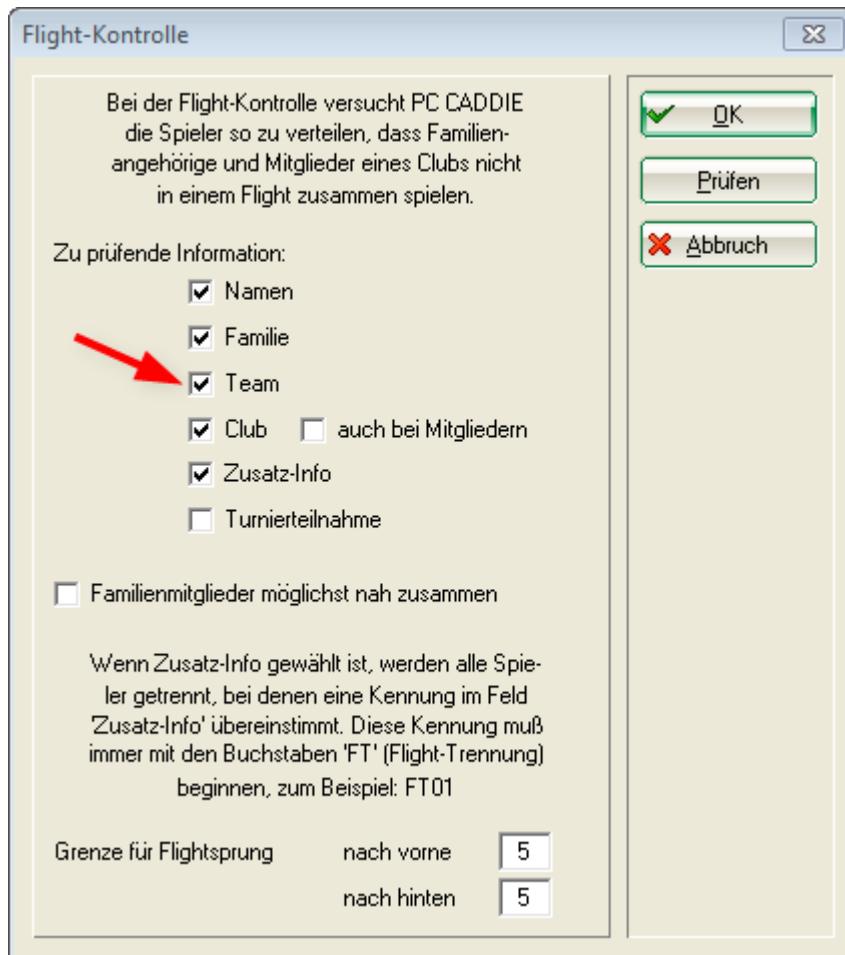 Flight-Kontrolle
Bei der Flight-Kontrolle versucht PC CADDIE
die Spieler so zu verteilen, dass Familien-
angehörige und Mitglieder eines Clubs nicht
in einem Flight zusammen spielen.
OK
Prüfen
Abbruch
Zu prüfende Information:
Namen
Familie
Team
Club auch bei Mitgliedern
Zusatz-Info
Turnierteilnahme
Familienmitglieder möglichst nah zusammen
Wenn Zusatz-Info gewählt ist, werden alle Spie-
ler getrennt, bei denen eine Kennung im Feld
'Zusatz-Info' übereinstimmt. Diese Kennung muß
immer mit den Buchstaben 'FT' (Flight-Trennung)
beginnen, zum Beispiel: FT01
Grenze für Flightsprung nach vorne 5
nach hinten 5